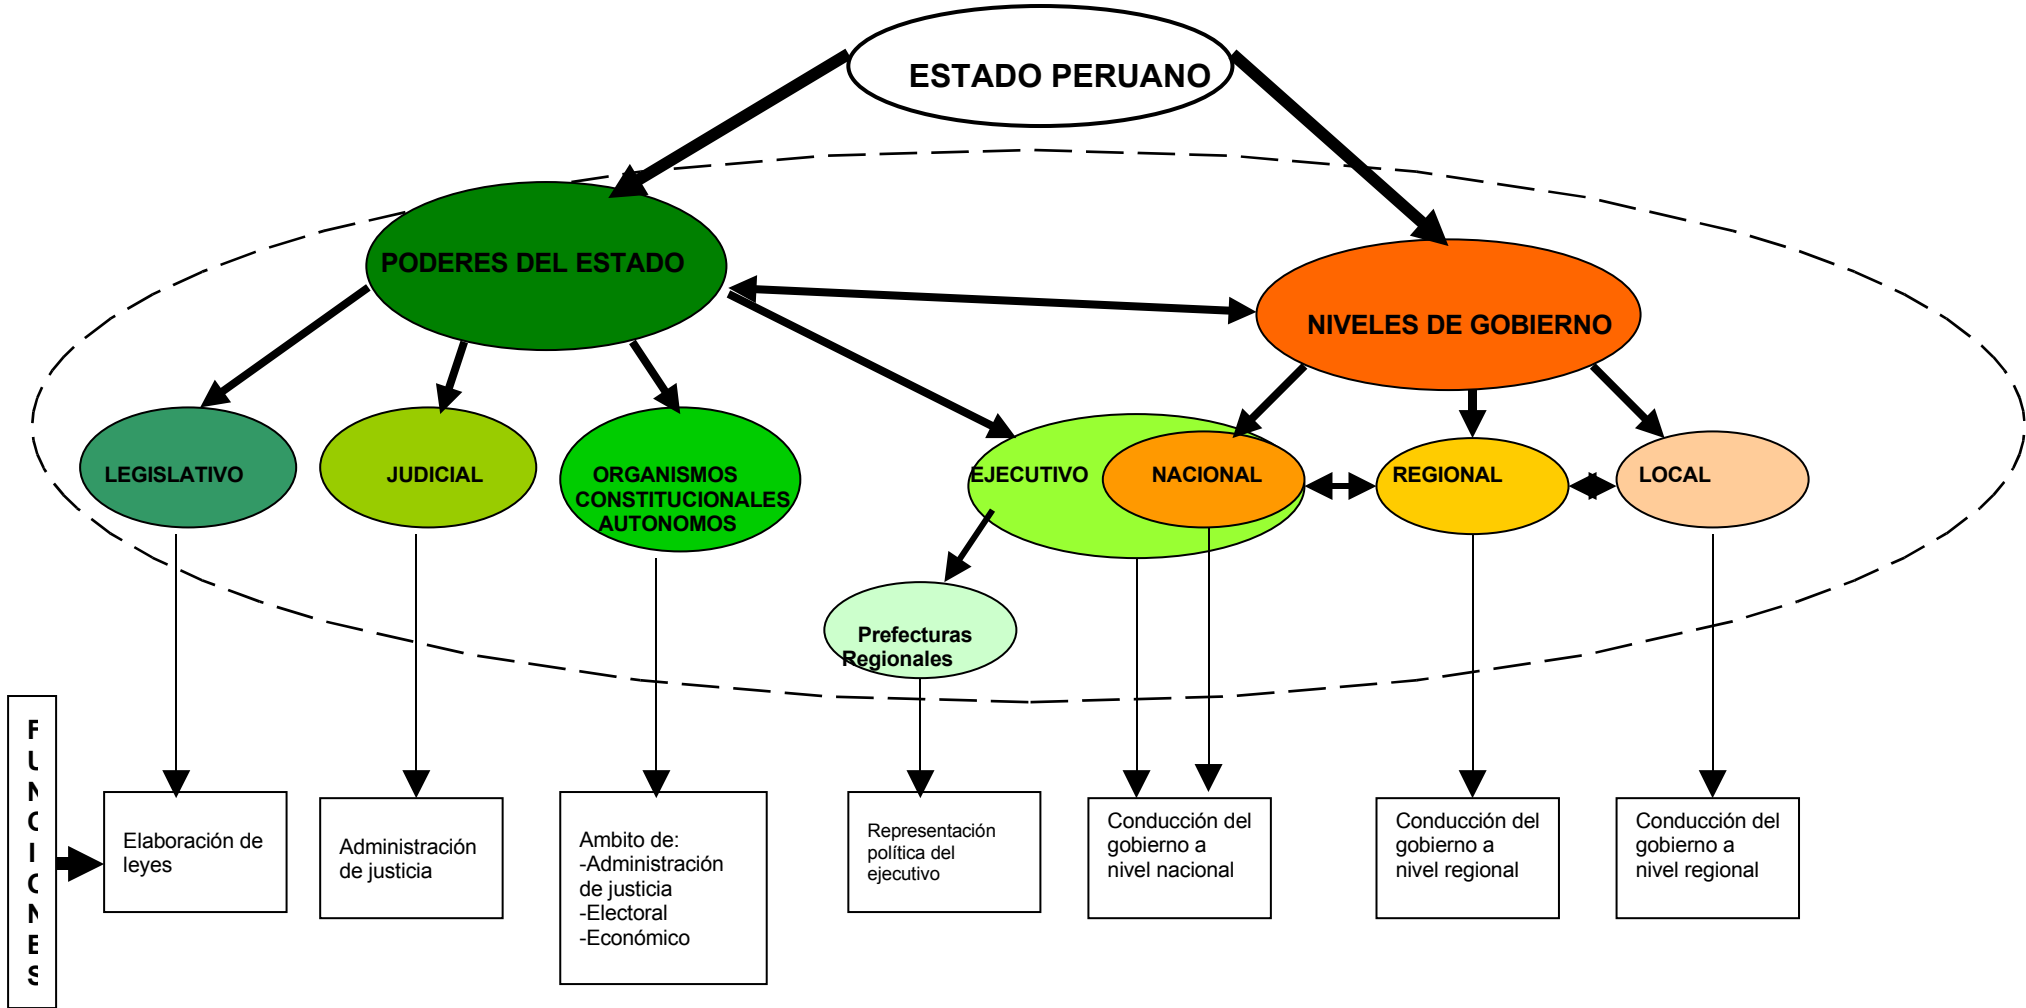 ESTADO PERUANO
PODERES DEL ESTADO
NIVELES DE GOBIERNO
LEGISLATIVO
JUDICIAL
ORGANISMOS
CONSTITUCIONALES
AUTONOMOS
EJECUTIVO
NACIONAL
REGIONAL
LOCAL
Prefecturas
Regionales
F
U
N
C
I
O
N
E
S
Elaboración de
leyes
Administración
de justicia
Ambito de:
-Administración
de justicia
-Electoral
-Económico
Representación
política del
ejecutivo
Conducción del
gobierno a
nivel nacional
Conducción del
gobierno a
nivel regional
Conducción del
gobierno a
nivel regional